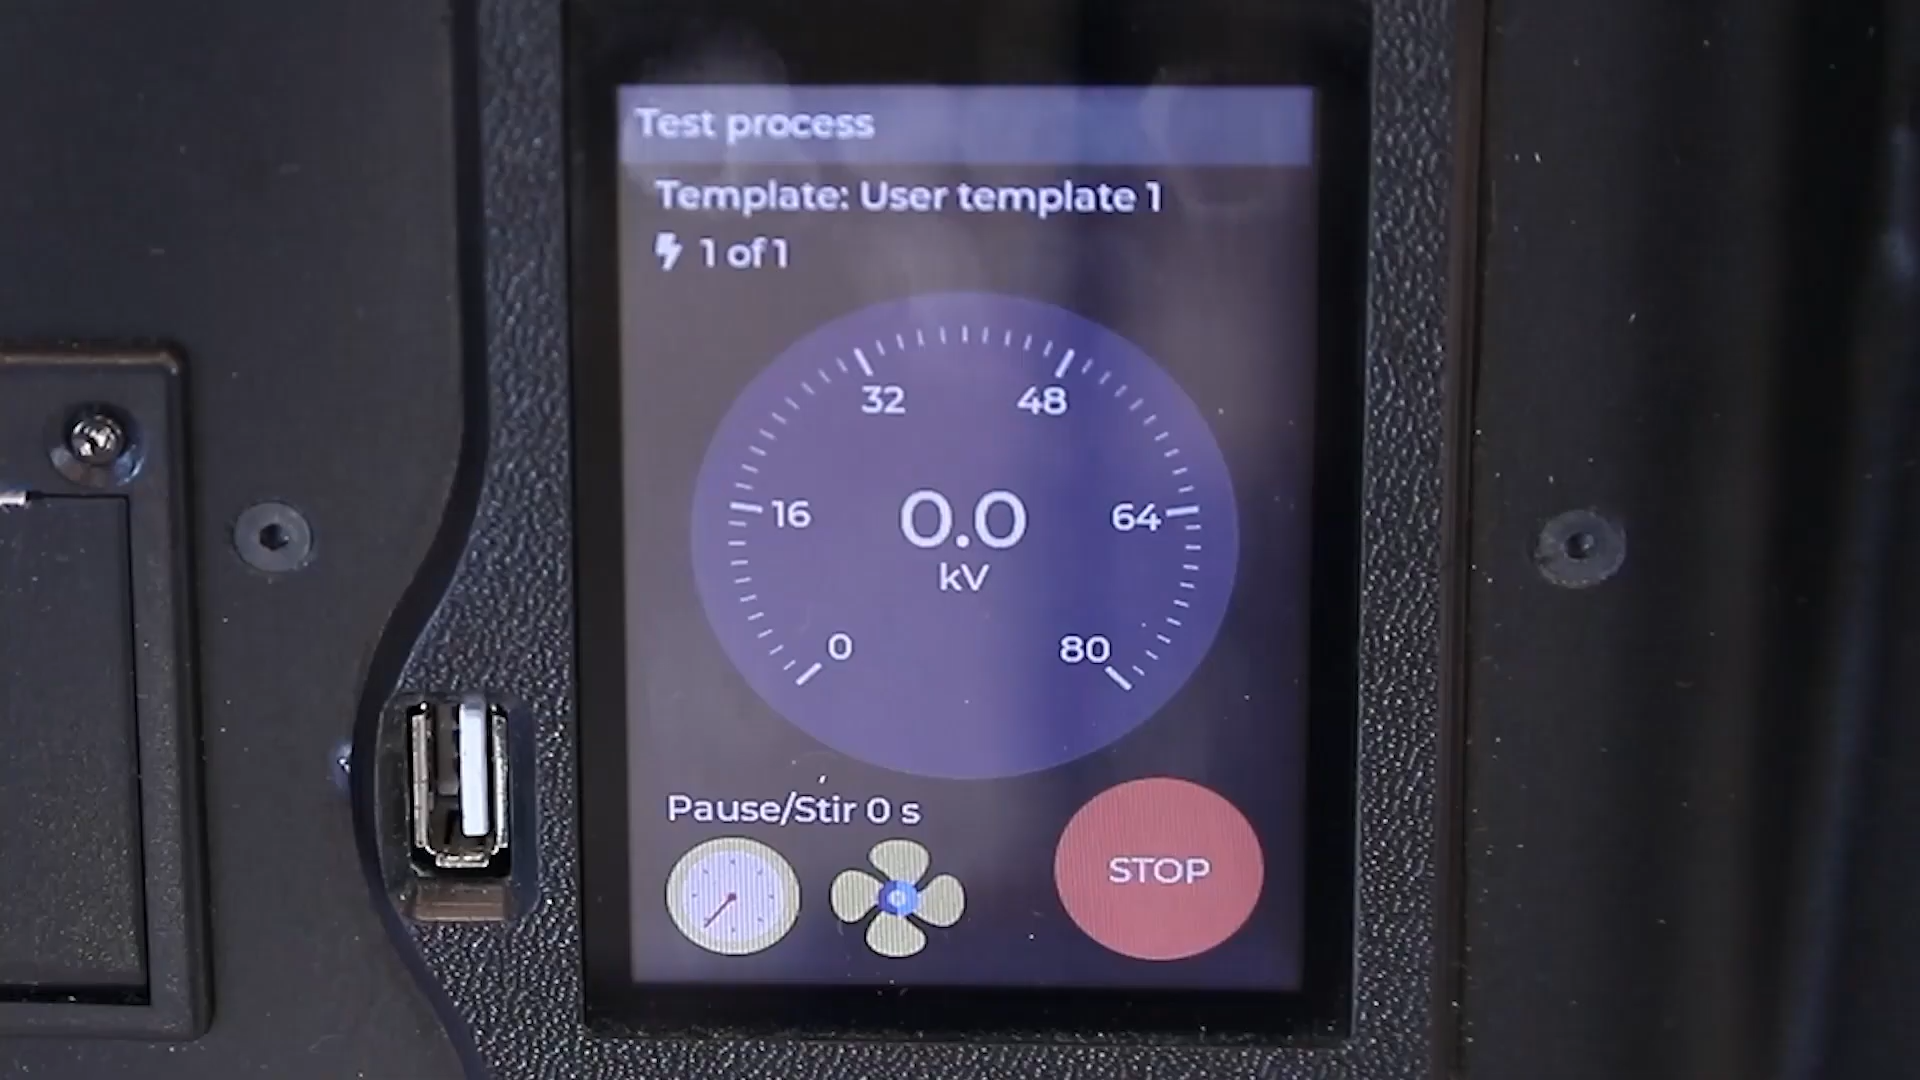 Test process
Template: User template 1
1 of 1
32 48
16 0.0 64
kV
0 80
Pause/Stir 0 s
STOP